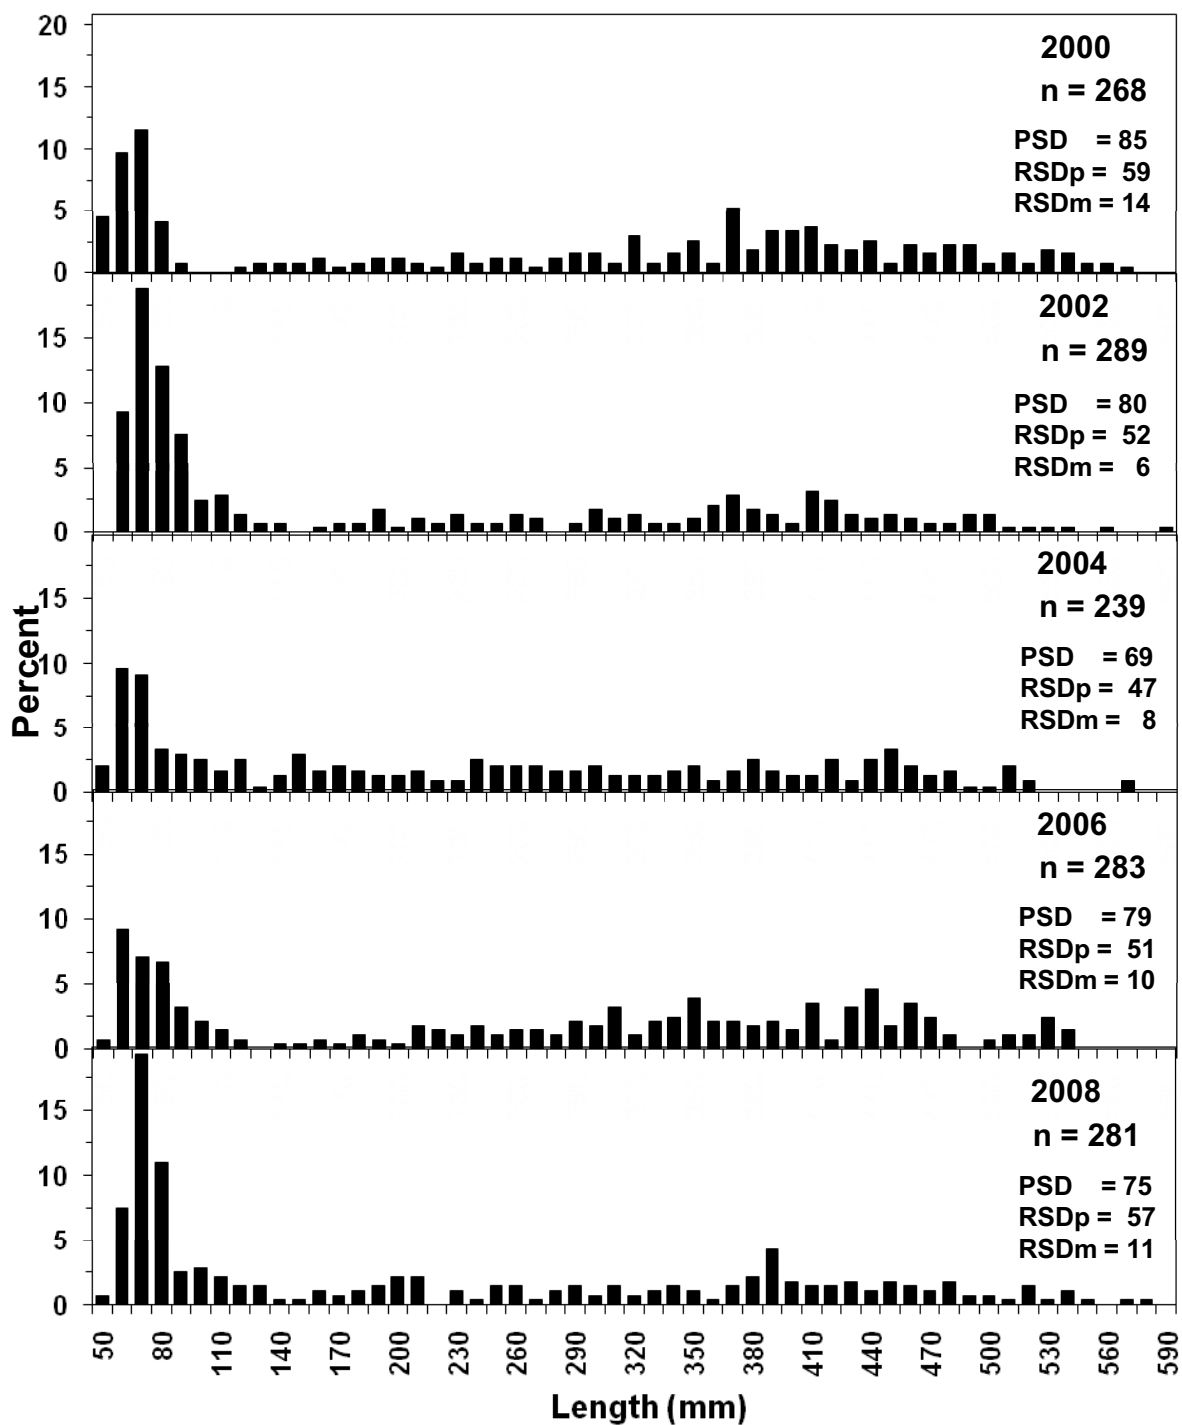 20
15
10
5
0
2000
n = 268
PSD = 85
RSDp = 59
RSDm = 14
15
10
5
0
2002
n = 289
PSD = 80
RSDp = 52
RSDm = 6
15
10
5
0
2004
n = 239
PSD = 69
RSDp = 47
RSDm = 8
Percent
15
10
5
0
2006
n = 283
PSD = 79
RSDp = 51
RSDm = 10
15
10
5
0
2008
n = 281
PSD = 75
RSDp = 57
RSDm = 11
50 80 110 140 170 200 230 260 290 320 350 380 410 440 470 500 530 560 590
Length (mm)